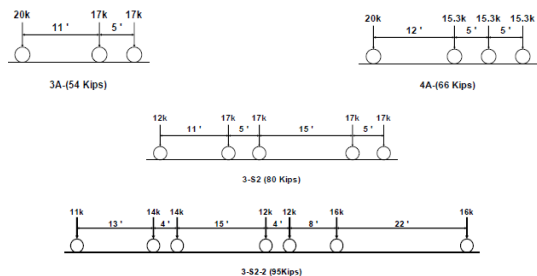 20k 17k 17k
11 ' 5 '
3A-(54 Kips)
20k 15.3k 15.3k 15.3k
12 ' 5 ' 5 '
4A-(66 Kips)
12k 17k 17k 17k 17k
11 ' 5 ' 15 ' 5 '
3-S2 (80 Kips)
11k 14k 14k 12k 12k 16k 16k
13 ' 4 ' 15 ' 4 ' 8 ' 22 '
3-S2-2 (95Kips)